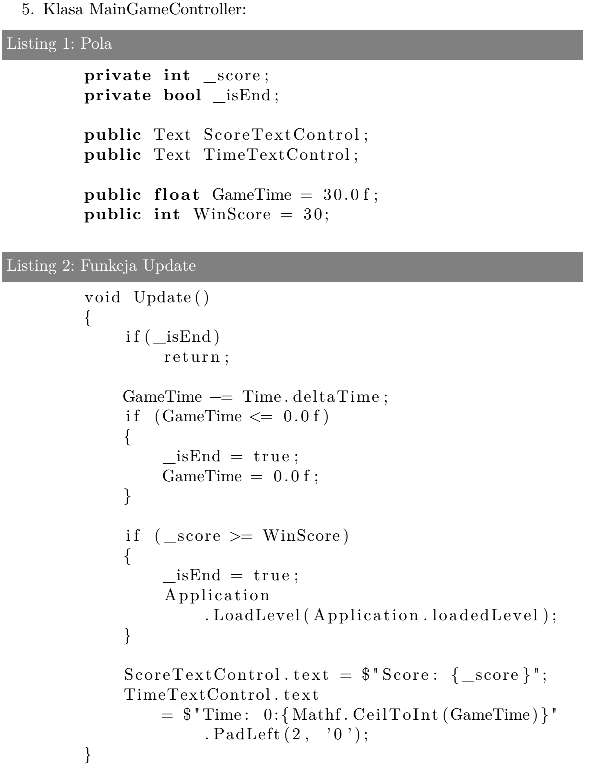 5. Klasa MainGameController:
Listing 1: Pola
private int _score;
private bool _isEnd;
public Text ScoreTextControl;
public Text TimeTextControl;
public float GameTime = 30.0f;
public int WinScore = 30;
Listing 2: Funkcja Update
void Update()
{
if(_isEnd)
return;
GameTime -= Time.deltaTime;
if (GameTime <= 0.0f)
{
_isEnd = true;
GameTime = 0.0f;
}
if (_score >= WinScore)
{
_isEnd = true;
Application
.LoadLevel(Application.loadedLevel);
}
ScoreTextControl.text = $"Score: {_score}";
TimeTextControl.text
= $"Time: 0:{Mathf.CeilToInt(GameTime)}"
.PadLeft(2, '0');
}